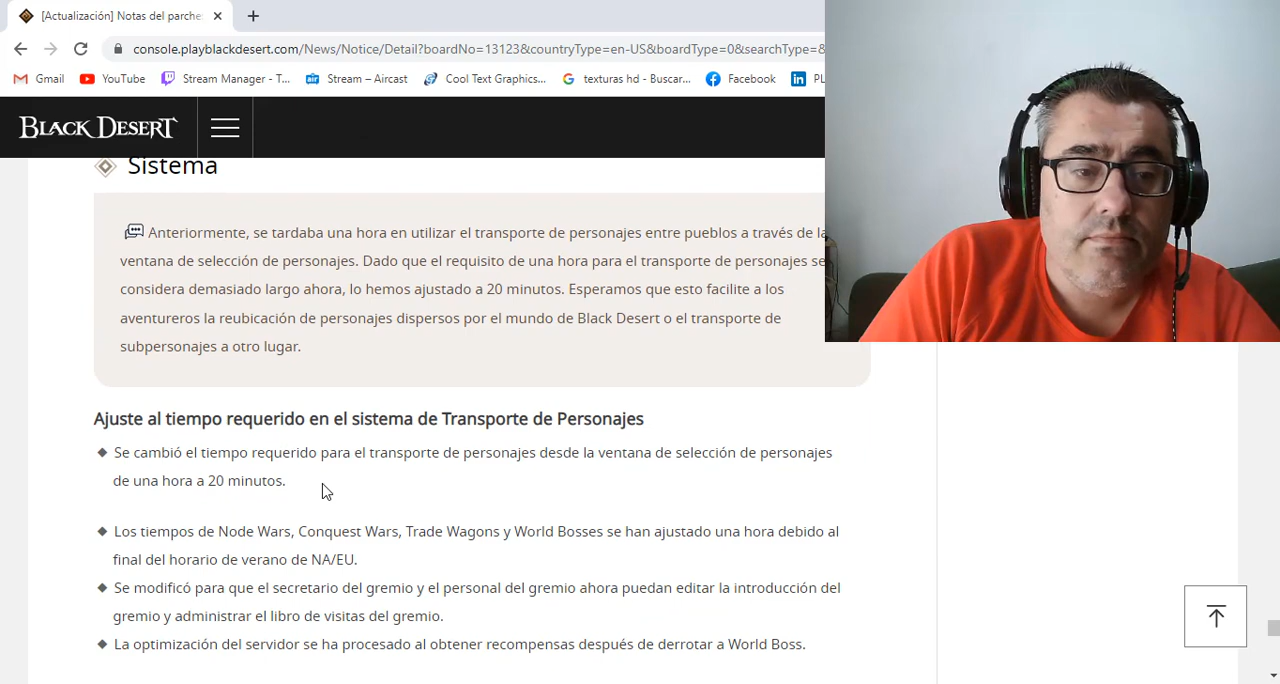 [Actualización] Notas del parche
console.playblackdesert.com/News/Notice/Detail?boardNo=13123&countryType=en-US&boardType=0&searchType=&
Gmail
YouTube
Stream Manager - T...
Stream – Aircast
Cool Text Graphics...
texturas hd - Buscar...
Facebook
PL
BLACK DESERT
Sistema
Anteriormente, se tardaba una hora en utilizar el transporte de personajes entre pueblos a través de la
ventana de selección de personajes. Dado que el requisito de una hora para el transporte de personajes se
considera demasiado largo ahora, lo hemos ajustado a 20 minutos. Esperamos que esto facilite a los
aventureros la reubicación de personajes dispersos por el mundo de Black Desert o el transporte de
subpersonajes a otro lugar.
Ajuste al tiempo requerido en el sistema de Transporte de Personajes
Se cambió el tiempo requerido para el transporte de personajes desde la ventana de selección de personajes
de una hora a 20 minutos.
Los tiempos de Node Wars, Conquest Wars, Trade Wagons y World Bosses se han ajustado una hora debido al
final del horario de verano de NA/EU.
Se modificó para que el secretario del gremio y el personal del gremio ahora puedan editar la introducción del
gremio y administrar el libro de visitas del gremio.
La optimización del servidor se ha procesado al obtener recompensas después de derrotar a World Boss.